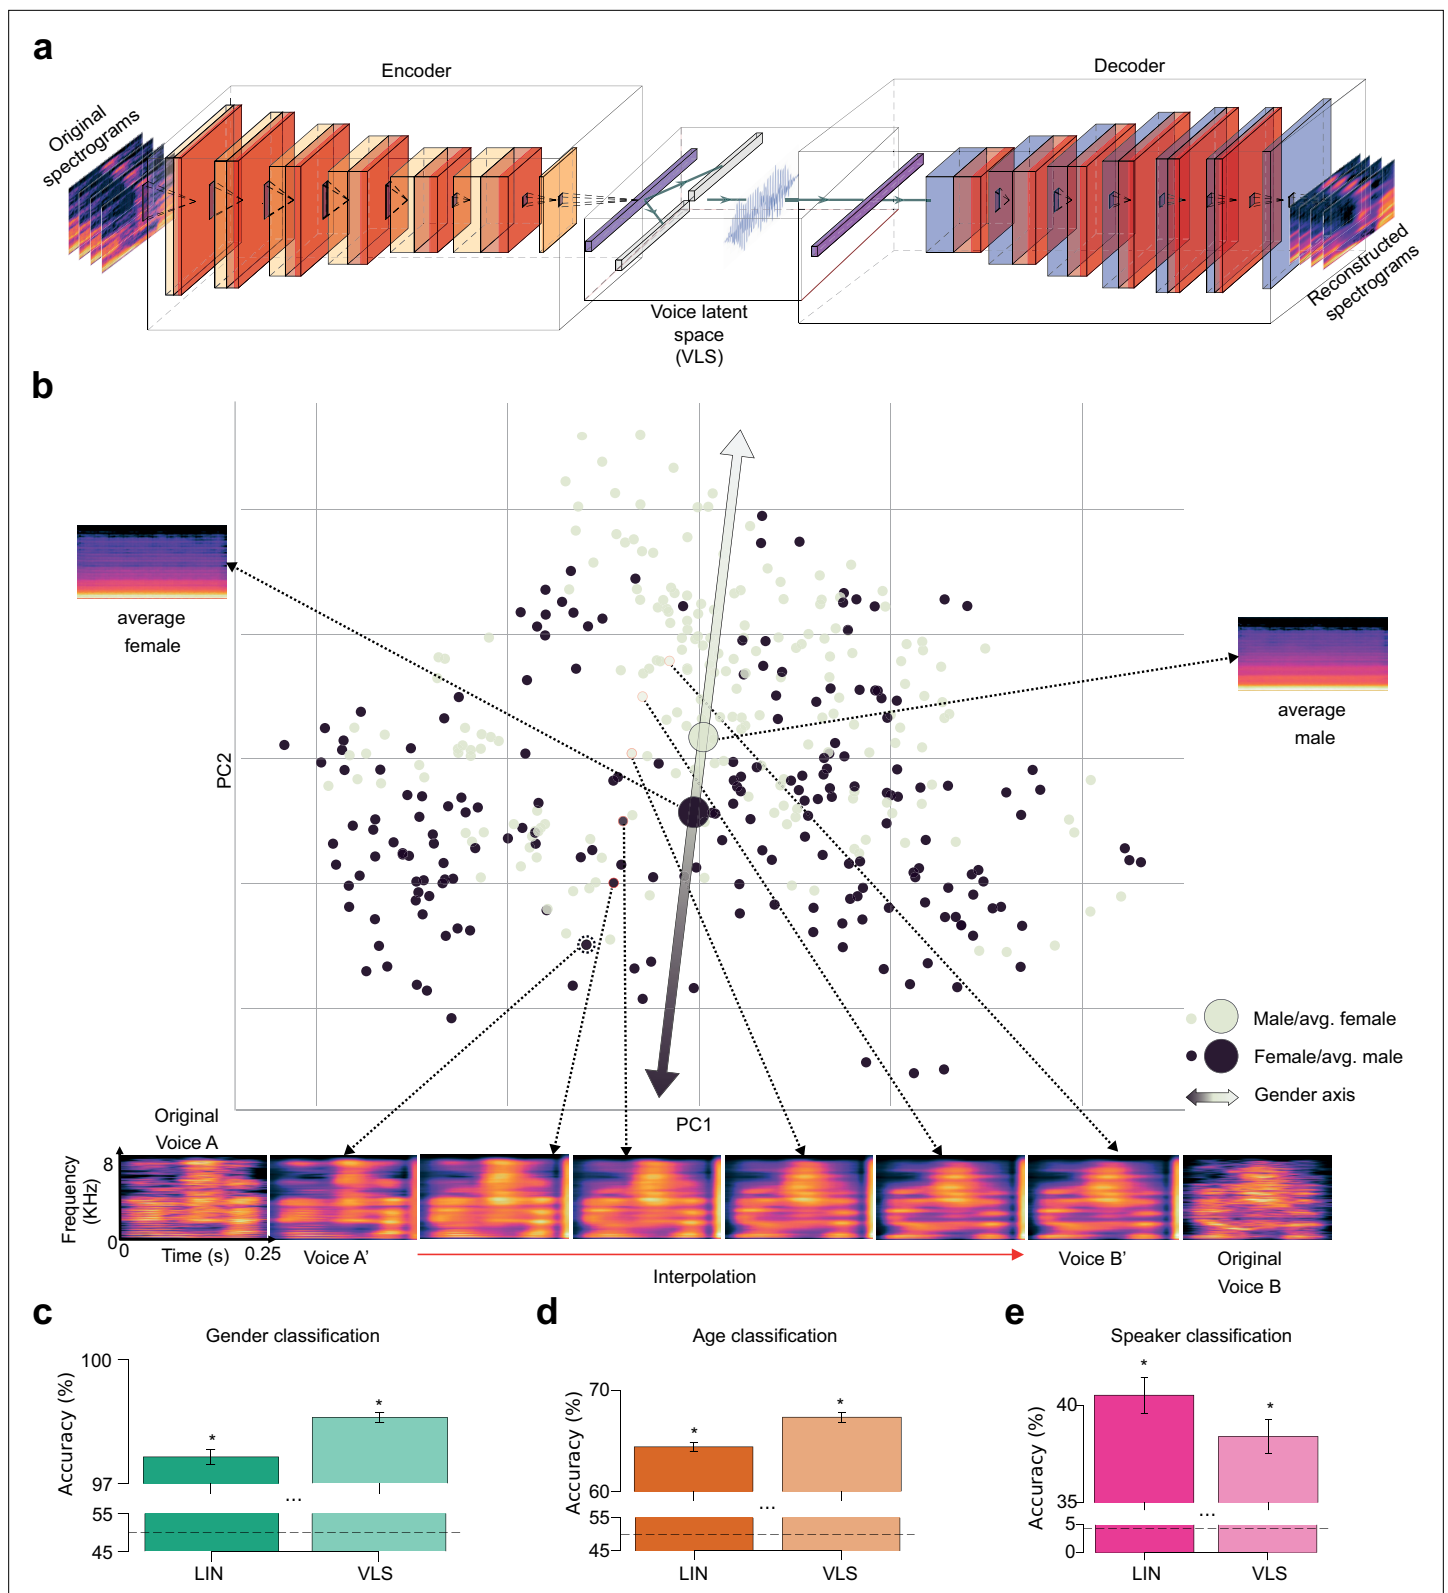 a
Encoder
Decoder
Original
spectrograms
Voice latent
space
(VLS)
Reconstructed
spectrograms
b
average
female
average
male
PC2
PC1
Male/avg. female
Female/avg. male
Gender axis
Original
Voice A
Frequency
(KHz)
8
0
0
Time (s)
0.25
Voice A'
Interpolation
Voice B'
Original
Voice B
c
Gender classification
Accuracy (%)
100
97
*
*
...
55
45
LIN
VLS
d
Age classification
Accuracy (%)
70
60
*
*
...
55
45
LIN
VLS
e
Speaker classification
Accuracy (%)
40
35
*
*
...
5
0
LIN
VLS